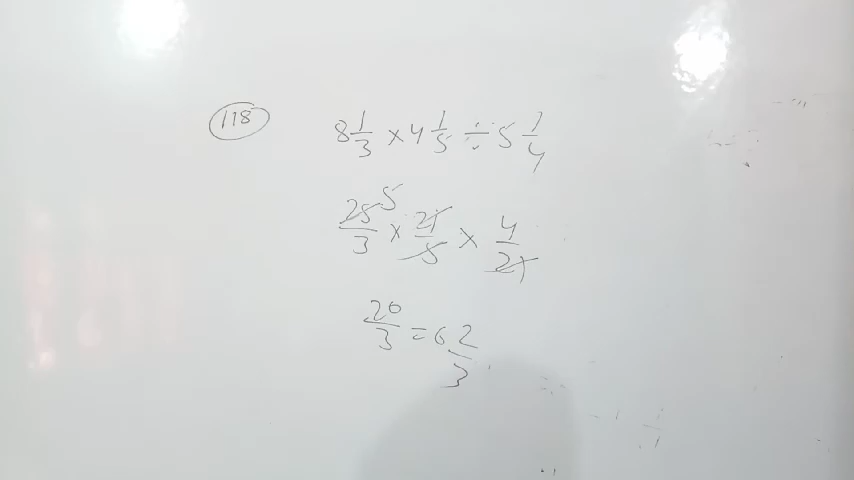 118
8 1/3 × 4 1/5 ÷ 5 1/4
25/3 5 × 21/5 × 4/21
20/3 = 6 2/3